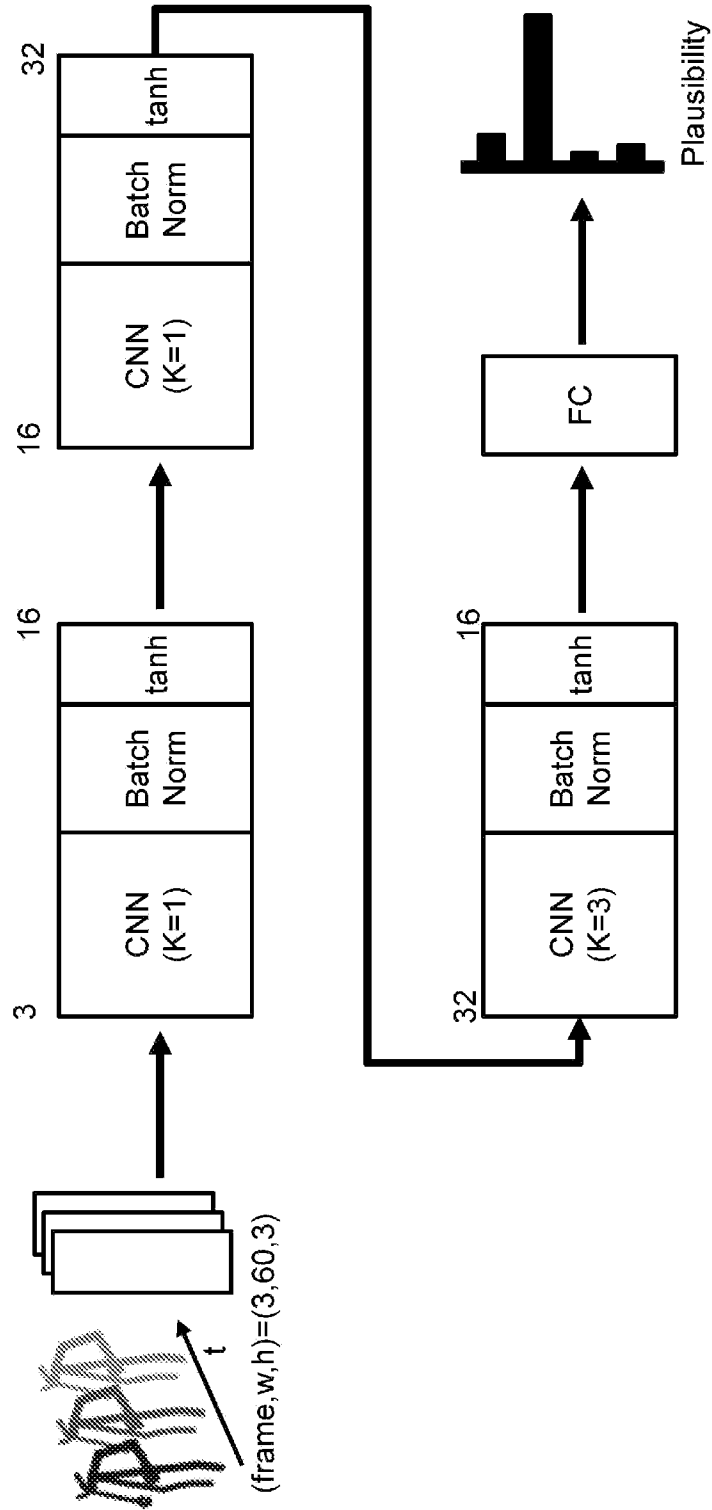 t
(frame,w,h)=(3,60,3)
3
16
CNN
(K=1)
Batch
Norm
tanh
16
32
CNN
(K=1)
Batch
Norm
tanh
32
16
CNN
(K=3)
Batch
Norm
tanh
FC
Plausibility